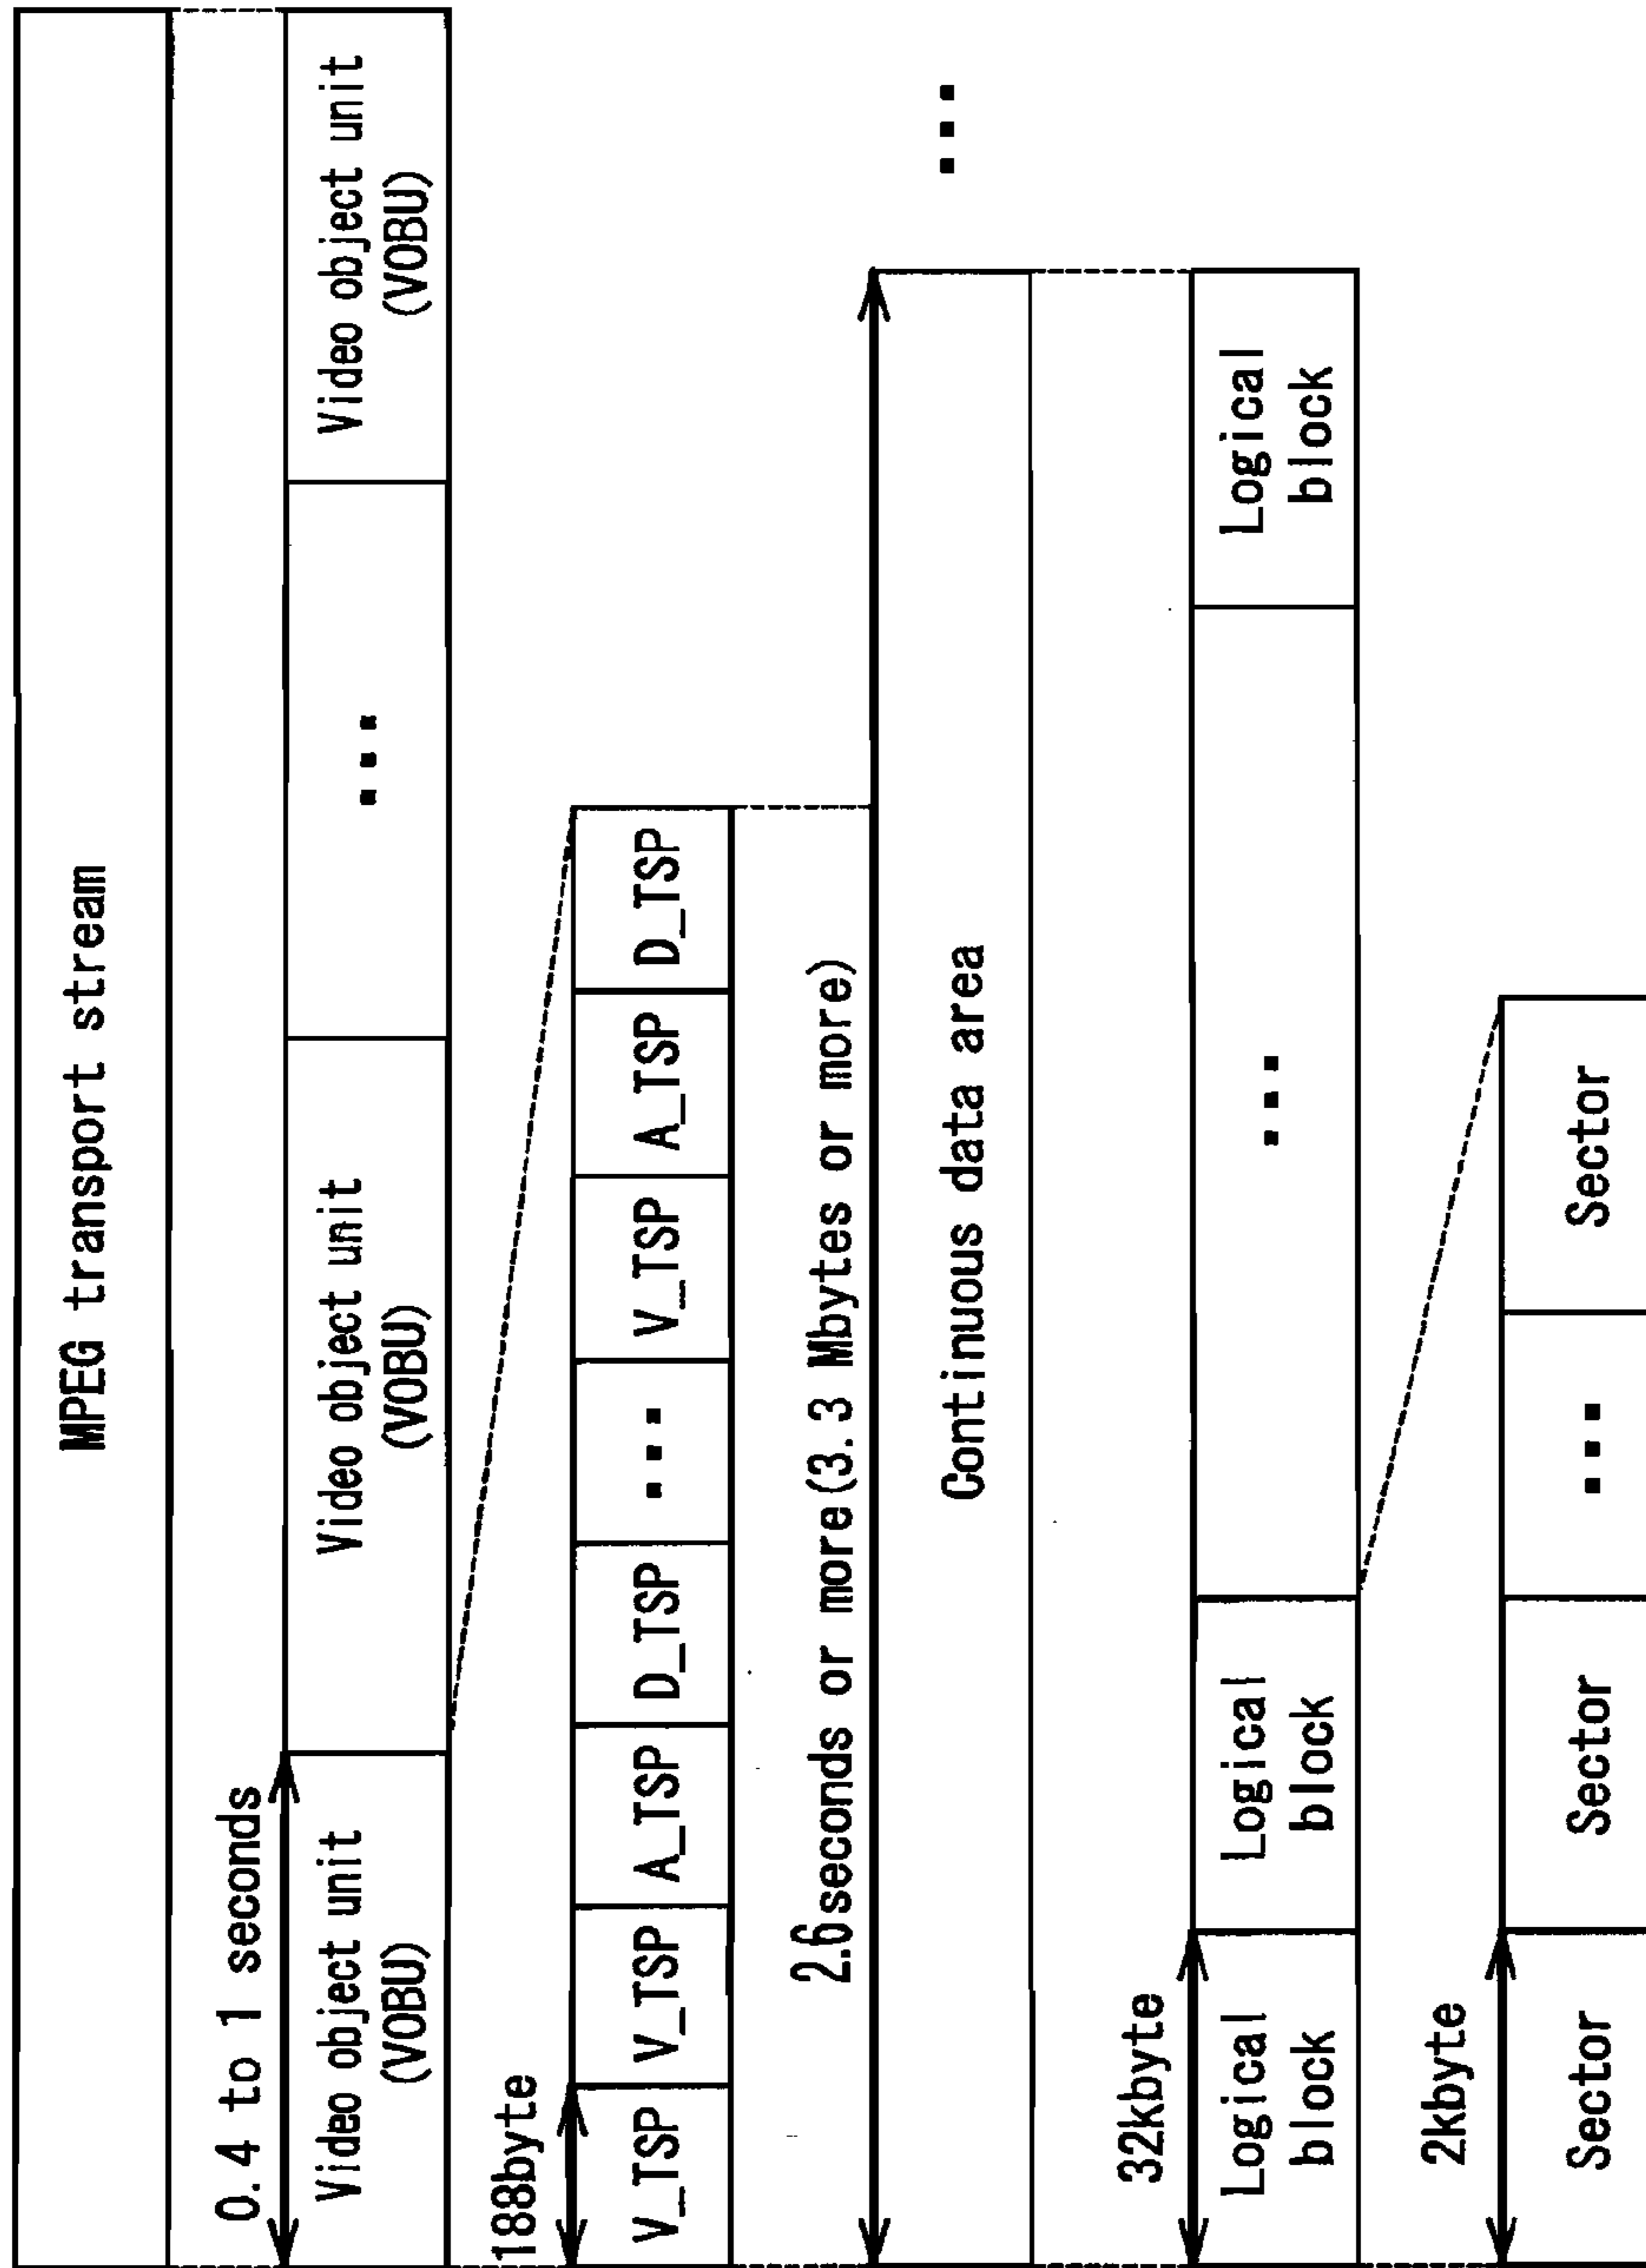 MPEG transport stream
0.4 to 1 seconds
Video object unit
(VOBU)
Video object unit
(VOBU)
...
Video object unit
(VOBU)
188byte
V_TSP
V_TSP
A_TSP
D_TSP
...
V_TSP
A_TSP
D_TSP
2.6seconds or more(3.3 Mbytes or more)
Continuous data area
...
32kbyte
Logical
block
Logical
block
...
Logical
block
2kbyte
Sector
Sector
...
Sector